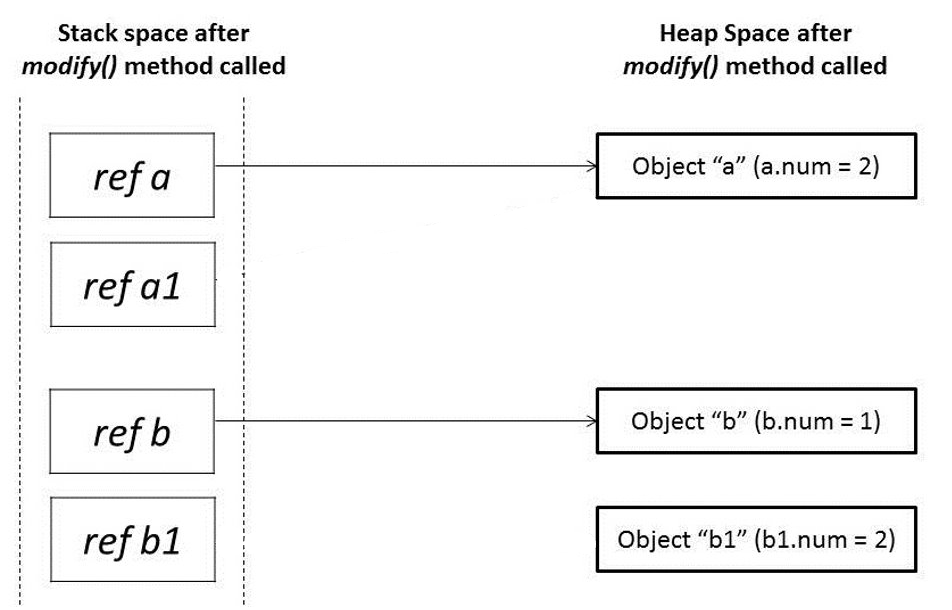 Stack space after
modify() method called
Heap Space after
modify() method called
ref a
Object “a” (a.num = 2)
ref a1
ref b
Object “b” (b.num = 1)
ref b1
Object “b1” (b1.num = 2)